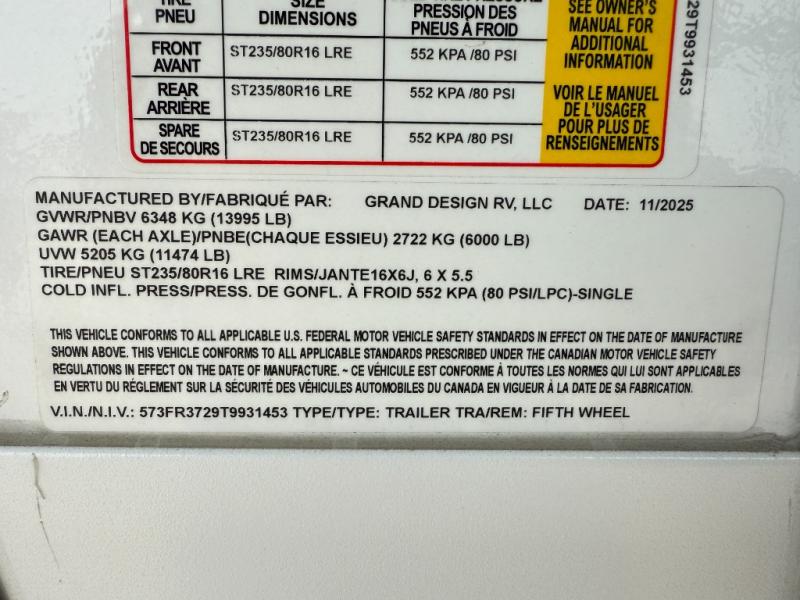 TIRE SIZE PRESSURE SEE OWNER'S
PNEU DIMENSIONS PRESSION DES MANUAL FOR
PNEUS À FROID ADDITIONAL
INFORMATION
FRONT ST235/80R16 LRE 552 KPA /80 PSI
AVANT
REAR ST235/80R16 LRE 552 KPA /80 PSI VOIR LE MANUEL
ARRIÈRE DE L'USAGER
SPARE ST235/80R16 LRE 552 KPA /80 PSI POUR PLUS DE
DE SECOURS RENSEIGNEMENTS
29T9931453
MANUFACTURED BY/FABRIQUÉ PAR: GRAND DESIGN RV, LLC DATE: 11/2025
GVWR/PNBV 6348 KG (13995 LB)
GAWR (EACH AXLE)/PNBE(CHAQUE ESSIEU) 2722 KG (6000 LB)
UVW 5205 KG (11474 LB)
TIRE/PNEU ST235/80R16 LRE RIMS/JANTE16X6J, 6 X 5.5
COLD INFL. PRESS/PRESS. DE GONFL. À FROID 552 KPA (80 PSI/LPC)-SINGLE
THIS VEHICLE CONFORMS TO ALL APPLICABLE U.S. FEDERAL MOTOR VEHICLE SAFETY STANDARDS IN EFFECT ON THE DATE OF MANUFACTURE
SHOWN ABOVE. THIS VEHICLE CONFORMS TO ALL APPLICABLE STANDARDS PRESCRIBED UNDER THE CANADIAN MOTOR VEHICLE SAFETY
REGULATIONS IN EFFECT ON THE DATE OF MANUFACTURE. ~ CE VÉHICULE EST CONFORME À TOUTES LES NORMES QUI LUI SONT APPLICABLES
EN VERTU DU RÉGLEMENT SUR LA SÉCURITÉ DES VÉHICULES AUTOMOBILES DU CANADA EN VIGUEUR À LA DATE DE SA FABRICATION.
V.I.N./N.I.V.: 573FR3729T9931453 TYPE/TYPE: TRAILER TRA/REM: FIFTH WHEEL